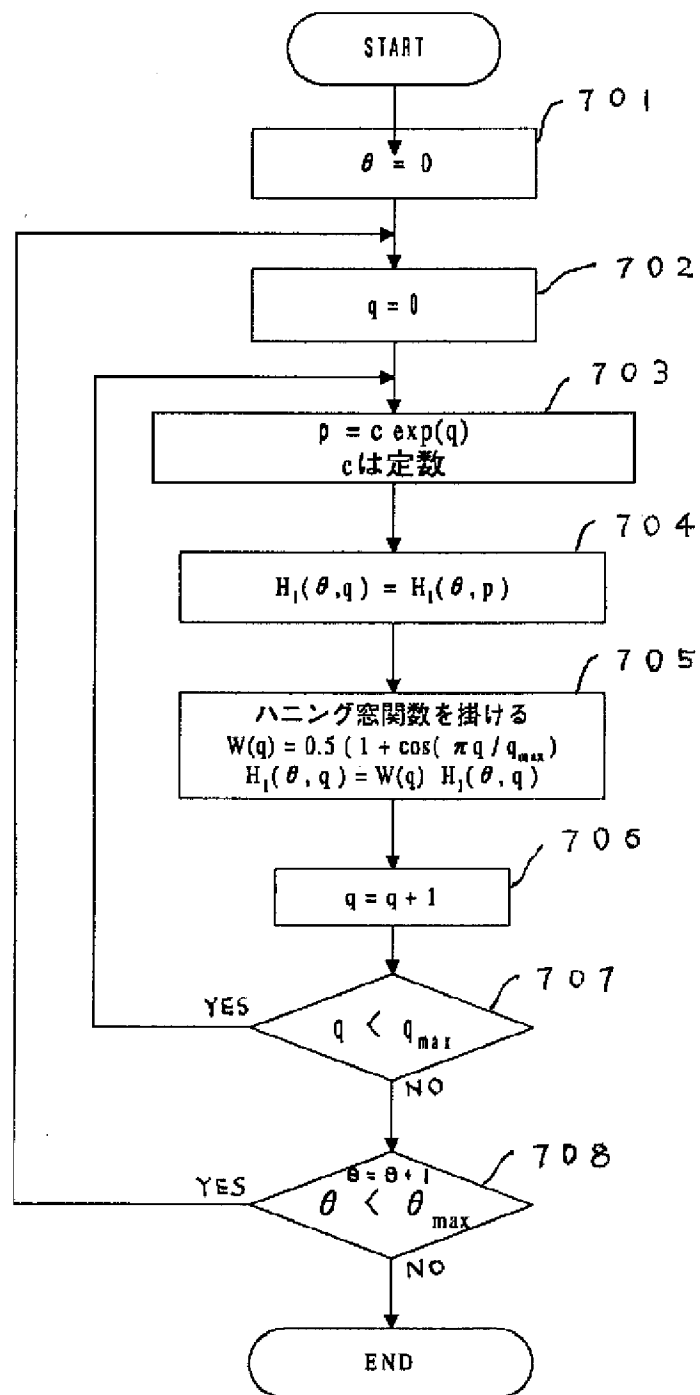 START
701
θ = 0
702
q = 0
703
p = c exp(q)
cは定数
704
H₁(θ,q) = H₁(θ,p)
705
ハニング窓関数を掛ける
W(q) = 0.5 ( 1 + cos( πq / qmax)
H₁(θ, q) = W(q) H₁(θ, q)
706
q = q + 1
707
YES
q < qmax
NO
708
θ = θ + 1
YES
θ < θmax
NO
END